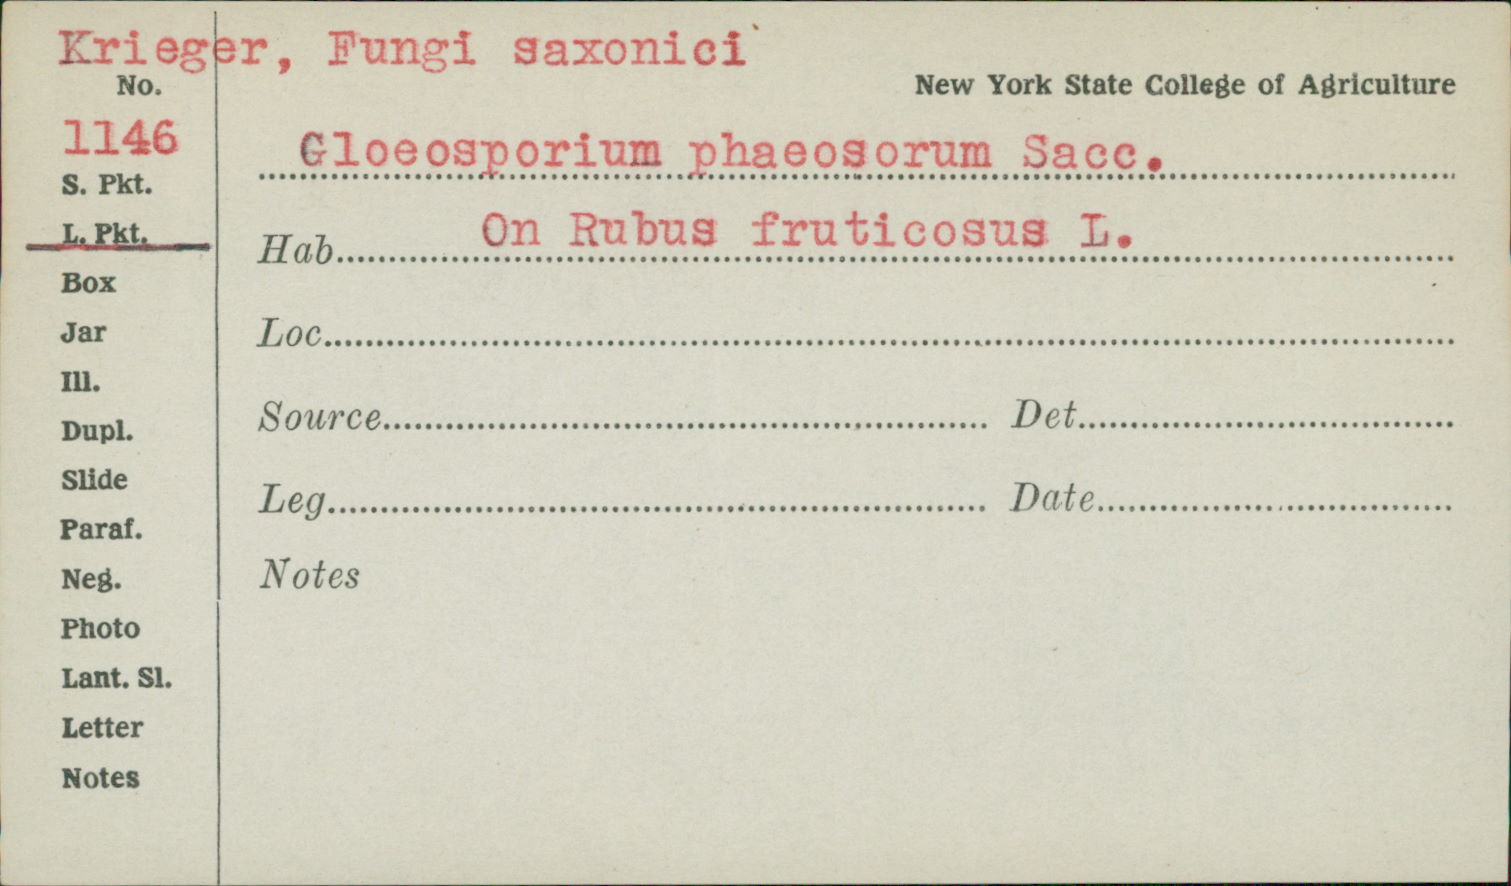 Krieger, Fungi saxonici
No.
New York State College of Agriculture
1146
Gloeosporium phaeosorum Sacc.
S. Pkt.
L. Pkt.
Hab. On Rubus fruticosus L.
Box
Jar
Loc.
Ill.
Dupl.
Source Det.
Slide
Leg. Date
Paraf.
Neg.
Notes
Photo
Lant. Sl.
Letter
Notes